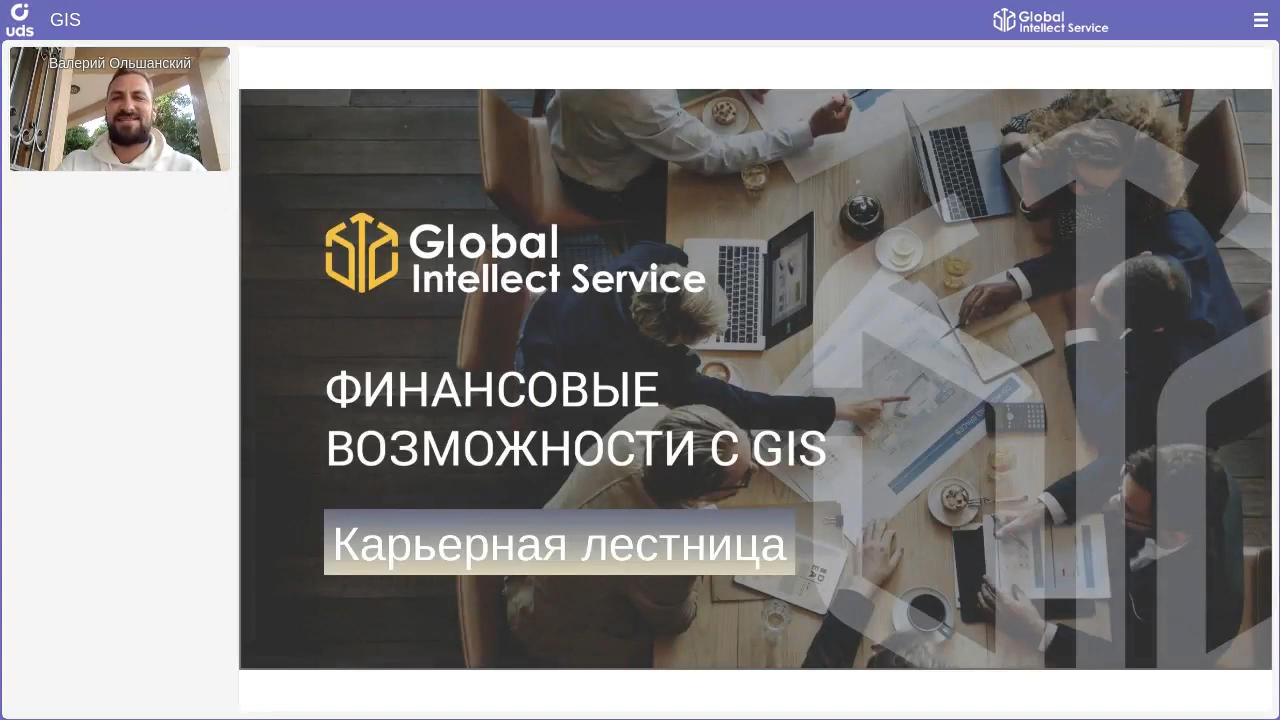 uds
GIS
Global
Intellect Service
Валерий Ольшанский
Global
Intellect Service
ФИНАНСОВЫЕ
ВОЗМОЖНОСТИ С GIS
Карьерная лестница